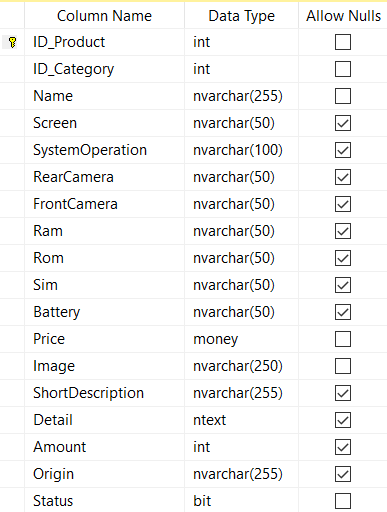 Column Name Data Type Allow Nulls
ID_Product int
ID_Category int
Name nvarchar(255)
Screen nvarchar(50)
SystemOperation nvarchar(100)
RearCamera nvarchar(50)
FrontCamera nvarchar(50)
Ram nvarchar(50)
Rom nvarchar(50)
Sim nvarchar(50)
Battery nvarchar(50)
Price money
Image nvarchar(250)
ShortDescription nvarchar(255)
Detail ntext
Amount int
Origin nvarchar(255)
Status bit